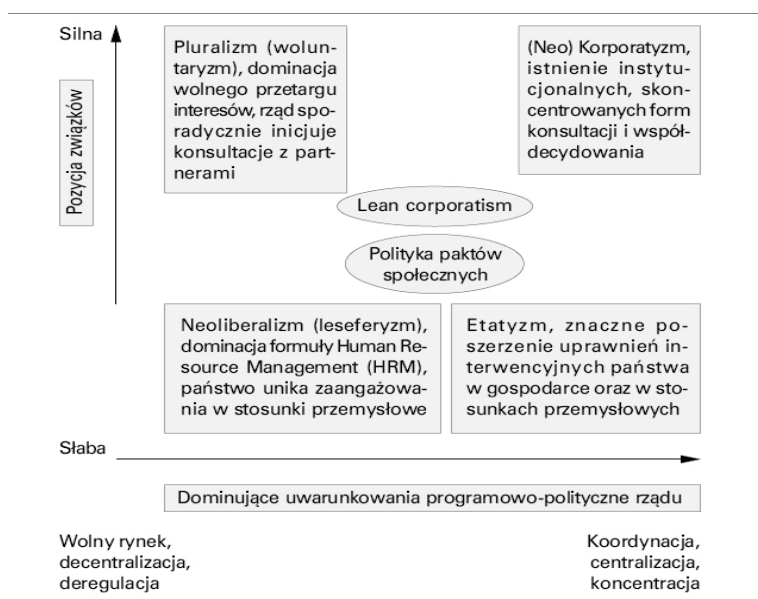 Silna
Pozycja związków
Pluralizm (wolun-
taryzm), dominacja
wolnego przetargu
interesów, rząd spo-
radycznie inicjuje
konsultacje z part-
nerami
(Neo) Korporatyzm,
istnienie instytu-
cjonalnych, skon-
centrowanych form
konsultacji i współ-
decydowania
Lean corporatism
Polityka paktów
społecznych
Neoliberalizm (leseferyzm),
dominacja formuły Human Re-
source Management (HRM),
państwo unika zaangażowa-
nia w stosunki przemysłowe
Etatyzm, znaczne po-
szerzenie uprawnień in-
terwencyjnych państwa
w gospodarce oraz w sto-
sunkach przemysłowych
Słaba
Dominujące uwarunkowania programowo-polityczne rządu
Wolny rynek,
decentralizacja,
deregulacja
Koordynacja,
centralizacja,
koncentracja